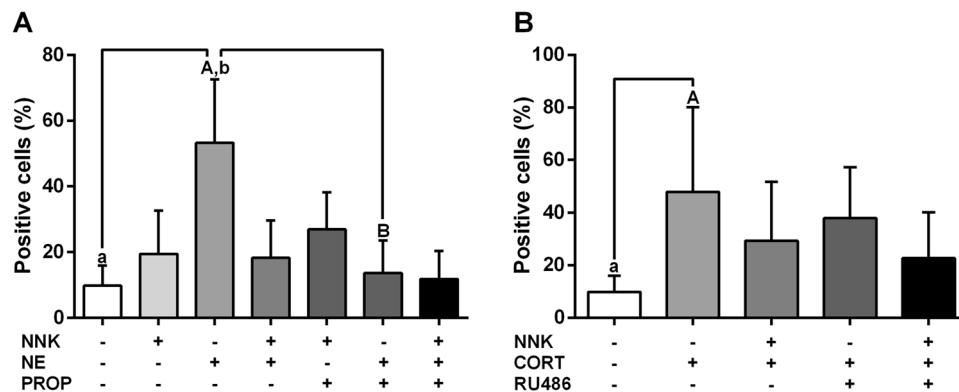 A
Positive cells (%)
80
60
40
20
0
a
A,b
B
NNK - + - + + - +
NE - - + + - + +
PROP - - - - + + +
B
Positive cells (%)
100
80
60
40
20
0
a
A
NNK - - + - +
CORT - + + + +
RU486 - - - + +